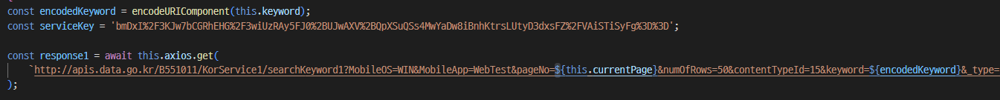 const encodedKeyword = encodeURIComponent(this.keyword);
const serviceKey = 'bmDxI%2F3KJw7bCGRhEHG%2F3wiUzRAy5FJ0%2BUJwAXV%2BQpXSuQSs4MwYaDw8iBnhKtrsLUtyD3dxsFZ%2FVAiSTiSyFg%3D%3D';
const response1 = await this.axios.get(
`http://apis.data.go.kr/B551011/KorService1/searchKeyword1?MobileOS=WIN&MobileApp=WebTest&pageNo=${this.currentPage}&numOfRows=50&contentTypeId=15&keyword=${encodedKeyword}&_type=
);